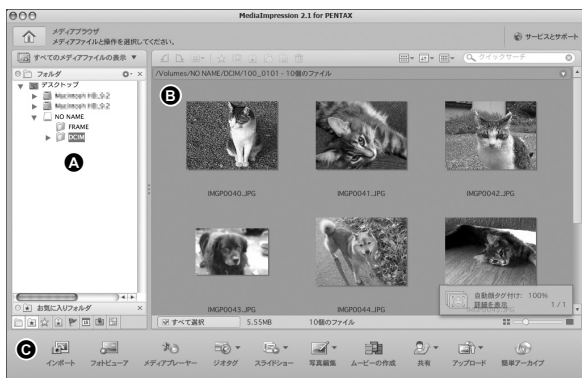 MediaImpression 2.1 for PENTAX
メディアブラウザ
メディアファイルと操作を選択してください。
サービスとサポート
すべてのメディアファイルの表示
クイックサーチ
フォルダ
/Volumes/NO NAME/DCIM/100_0101 - 10個のファイル
デスクトップ
NO NAME
FRAME
DCIM
A
B
IMGP0040.JPG
IMGP0041.JPG
IMGP0042.JPG
IMGP0043.JPG
IMGP0044.JPG
自動顔タグ付け: 100%
詳細を表示
1 / 1
お気に入りフォルダ
すべて選択
5.55MB
10個のファイル
C
インポート
フォトビューア
メディアプレーヤー
ジオタグ
スライドショー
写真編集
ムービーの作成
共有
アップロード
簡単アーカイブ